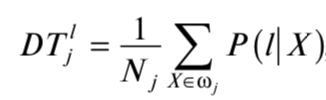 $DT_j^l = \frac{1}{N_j} \sum_{X \in \omega_j} P(l|X)$